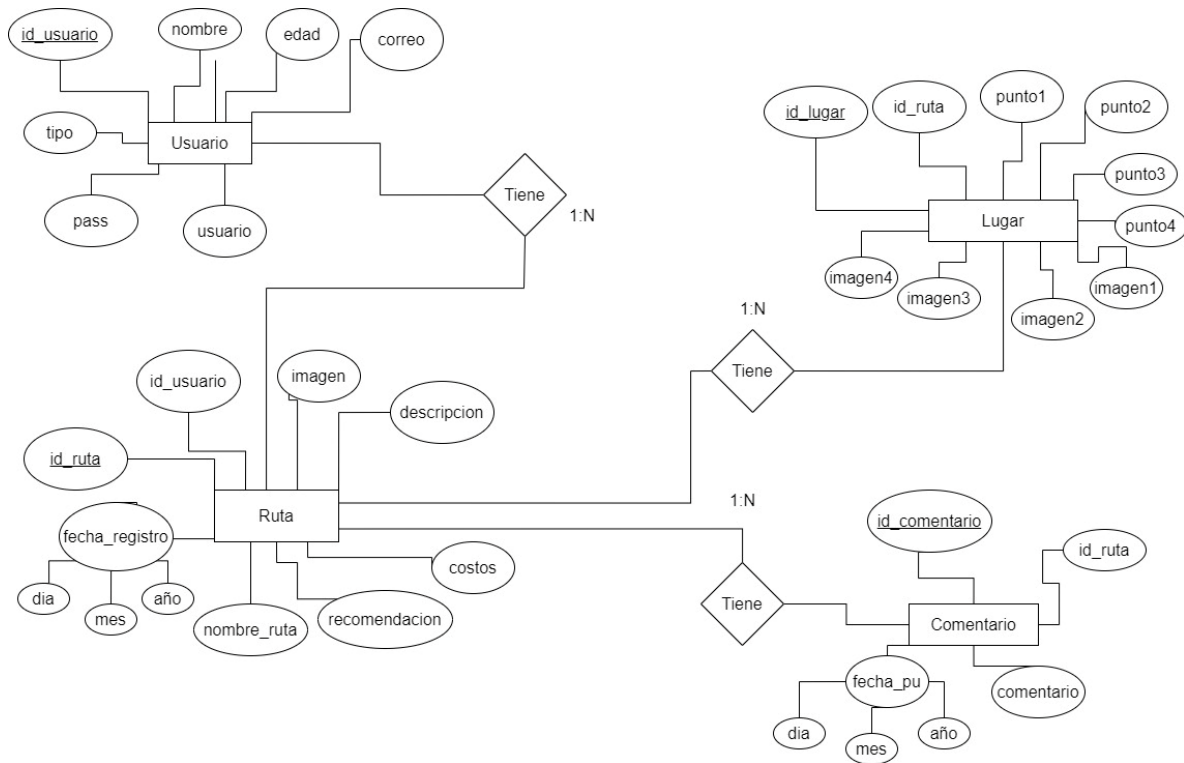 id_usuario
nombre
edad
correo
tipo
Usuario
pass
usuario
Tiene
1:N
id_lugar
id_ruta
punto1
punto2
punto3
punto4
Lugar
imagen4
imagen3
imagen2
imagen1
1:N
Tiene
id_usuario
imagen
descripcion
id_ruta
Ruta
fecha_registro
dia
mes
año
nombre_ruta
recomendacion
costos
1:N
Tiene
id_comentario
id_ruta
Comentario
fecha_pu
comentario
dia
mes
año